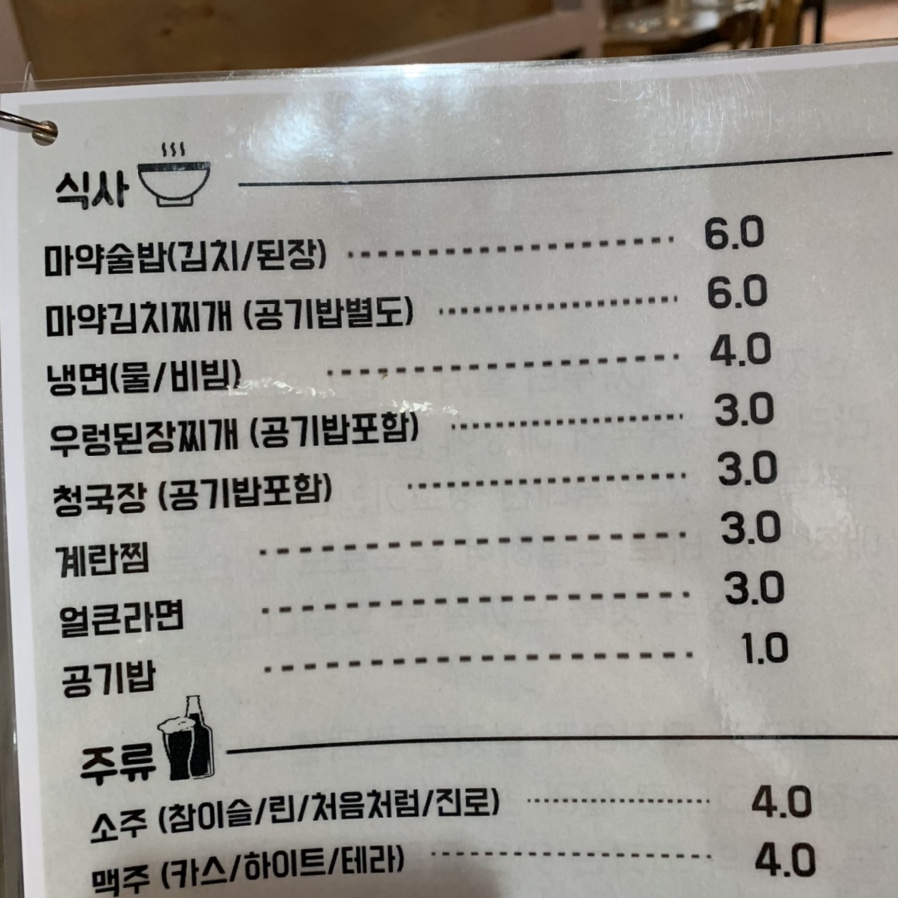 식사
마약술밥(김치/된장) 6.0
마약김치찌개 (공기밥별도) 6.0
냉면(물/비빔) 4.0
우렁된장찌개 (공기밥포함) 3.0
청국장 (공기밥포함) 3.0
계란찜 3.0
얼큰라면 3.0
공기밥 1.0
주류
소주 (참이슬/린/처음처럼/진로) 4.0
맥주 (카스/하이트/테라) 4.0